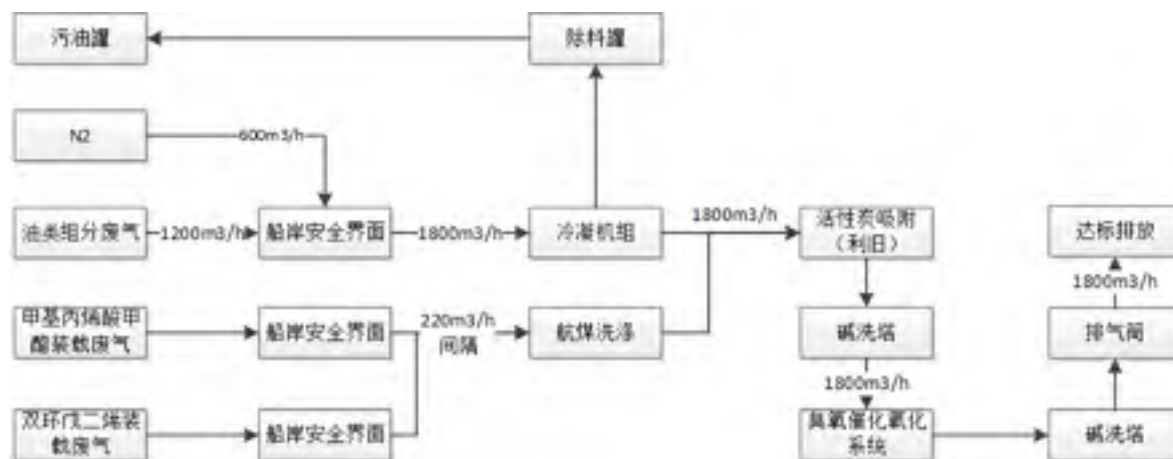 污油罐
除料罐
N2
600m3/h
油类组分废气
1200m3/h
船岸安全界面
1800m3/h
冷凝机组
1800m3/h
活性炭吸附
（利旧）
达标排放
1800m3/h
甲基丙烯酸甲
酯装载废气
船岸安全界面
220m3/h
间隔
航煤洗涤
碱洗塔
排气筒
1800m3/h
双环戊二烯装
载废气
船岸安全界面
臭氧催化氧化
系统
碱洗塔